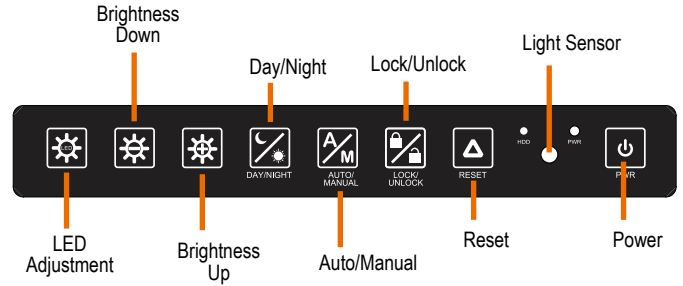 Brightness
Down
Day/Night
Lock/Unlock
Light Sensor
LED
DAY/NIGHT
A/M
AUTO/
MANUAL
LOCK/
UNLOCK
RESET
HDD
PWR
PWR
LED
Adjustment
Brightness
Up
Auto/Manual
Reset
Power